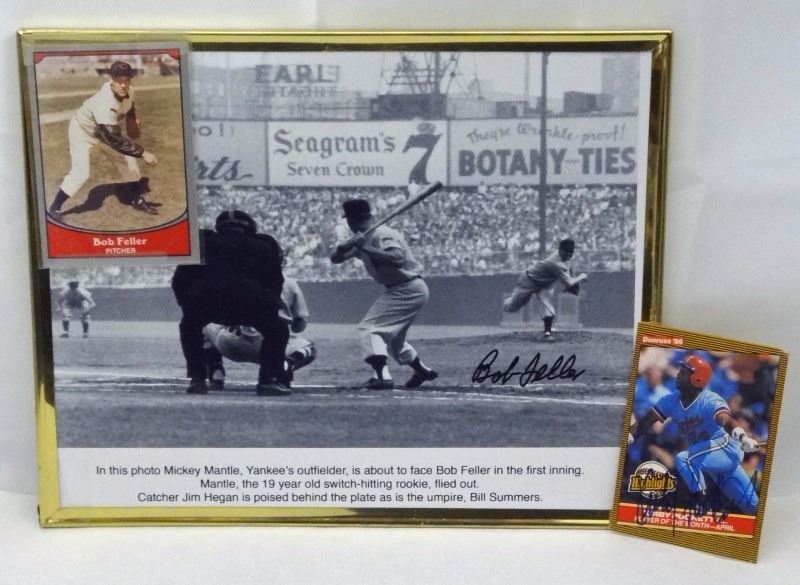 Bob Feller
PITCHER
EARL
o!)
rts
Seagram's
Seven Crown
7
They're Wrinkle-proof!
BOTANY TIES
Bob Feller
In this photo Mickey Mantle, Yankee's outfielder, is about to face Bob Feller in the first inning.
Mantle, the 19 year old switch-hitting rookie, flied out.
Catcher Jim Hegan is poised behind the plate as is the umpire, Bill Summers.
Donruss '86
Highlights
KIRBY PUCKETT
PLAYER OF THE MONTH—APRIL